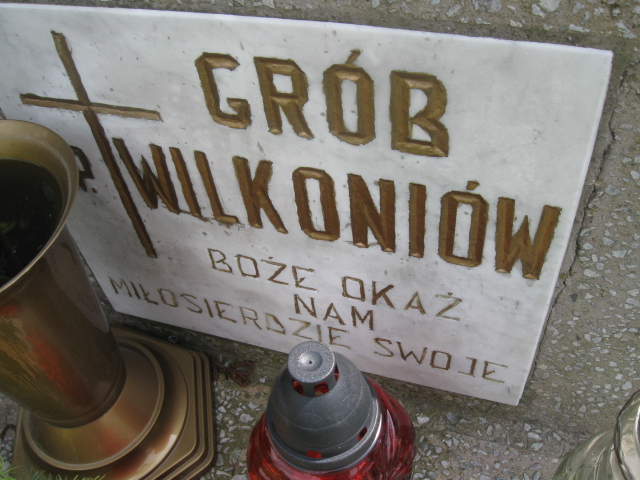 GRÓB
R. WILKONIÓW
BOŻE OKAŻ
NAM
MIŁOSIERDZIE SWOJE